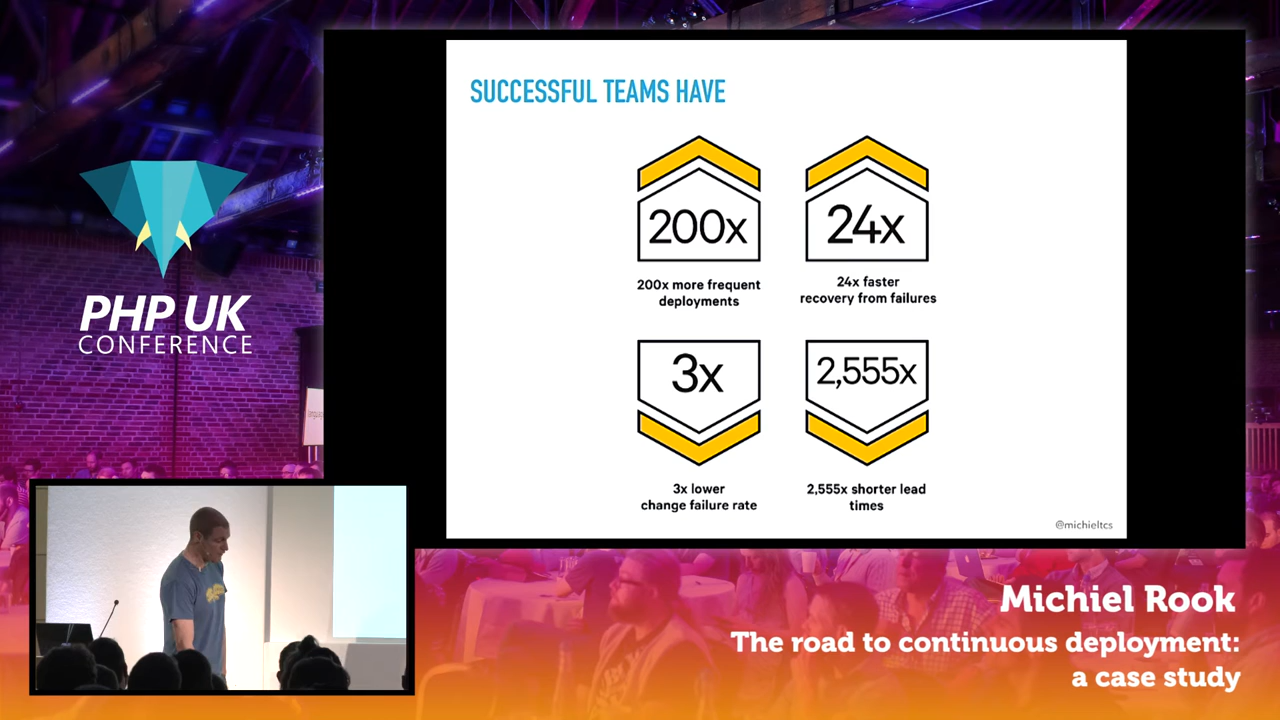 SUCCESSFUL TEAMS HAVE
200x
24x
200x more frequent
deployments
24x faster
recovery from failures
3x
2,555x
3x lower
change failure rate
2,555x shorter lead
times
@michieltcs
PHP UK
CONFERENCE
Michiel Rook
The road to continuous deployment:
a case study